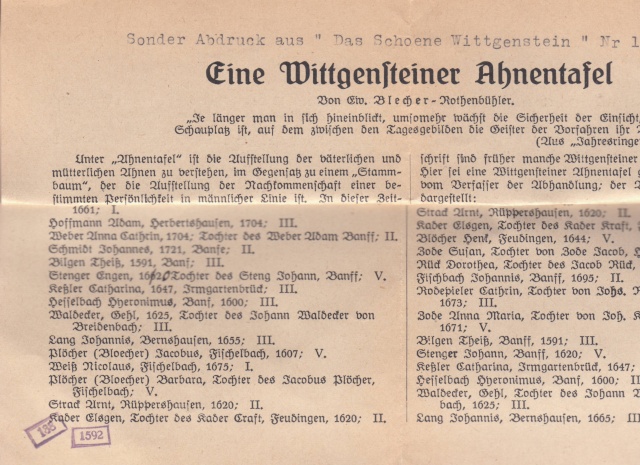 Sonder Abdruck aus " Das Schoene Wittgenstein " Nr 1
Eine Wittgensteiner Ahnentafel
Von Ew. Blecher-Rothenbühler.
„Je länger man in sich hineinblickt, umsomehr wächst die Sicherheit der Einsicht,
Schauplatz ist, auf dem zwischen den Tagesgebilden die Geister der Vorfahren ihr
(Aus „Jahresringe
Unter „Ahnentafel“ ist die Aufstellung der väterlichen und
mütterlichen Ahnen zu verstehen, im Gegensatz zu einem „Stamm-
baum“, der die Aufstellung der Nachkommenschaft einer be-
stimmten Persönlichkeit in männlicher Linie ist. In dieser Zeit-
1661; I.
Hoffmann Adam, Herbertshausen, 1704; III.
Weber Anna Cathrin, 1704; Tochter des Weber Adam Banff; II.
Schmidt Johannes, 1721, Banfe; II.
Bilgen Theiß, 1591, Banf; III.
Stenger Engen, 1620 Tochter des Steng Johann, Banff; V.
Keßler Catharina, 1647, Irmgartenbrück; III.
Hesselbach Hyeronimus, Banf, 1600; III.
Waldecker, Gehl, 1625, Tochter des Johann Waldecker von
Breidenbach; III.
Lang Johannis, Bernshausen, 1655; III.
Plöcher (Bloecher) Jacobus, Fischelbach, 1607; V.
Weiß Nicolaus, Fischelbach, 1675; I.
Plöcher (Bloecher) Barbara, Tochter des Jacobus Plöcher,
Fischelbach; V.
Strack Arnt, Rüppershausen, 1620; II.
Kader Elsgen, Tochter des Kader Craft, Feudingen, 1620; II.
1592
schrift sind früher manche Wittgensteiner
Hier sei eine Wittgensteiner Ahnentafel
vom Verfasser der Abhandlung; der
dargestellt:
Strack Arnt, Rüppershausen, 1620; II.
Kader Elsgen, Tochter des Kader Kraft,
Blöcher Henk, Feudingen, 1644; V.
Zode Susan, Tochter von Zode Jacob,
Rück Dorothea, Tochter des Jacob Rück,
Fischbach Johannis, Banff, 1695; II.
Rodepieler Cathrin, Tochter von Johs.
1673; III.
Zode Anna Maria, Tochter von Joh.
1671; V.
Bilgen Theiß, Banff, 1591; III.
Stenger Johann, Banff, 1620; V.
Keßler Catharina, Irmgartenbrück, 1647;
Hesselbach Hyeronimus, Banf, 1600;
Waldecker, Gehl, Tochter des Johann
bach, 1625; III.
Lang Johannis, Bernshausen, 1665;